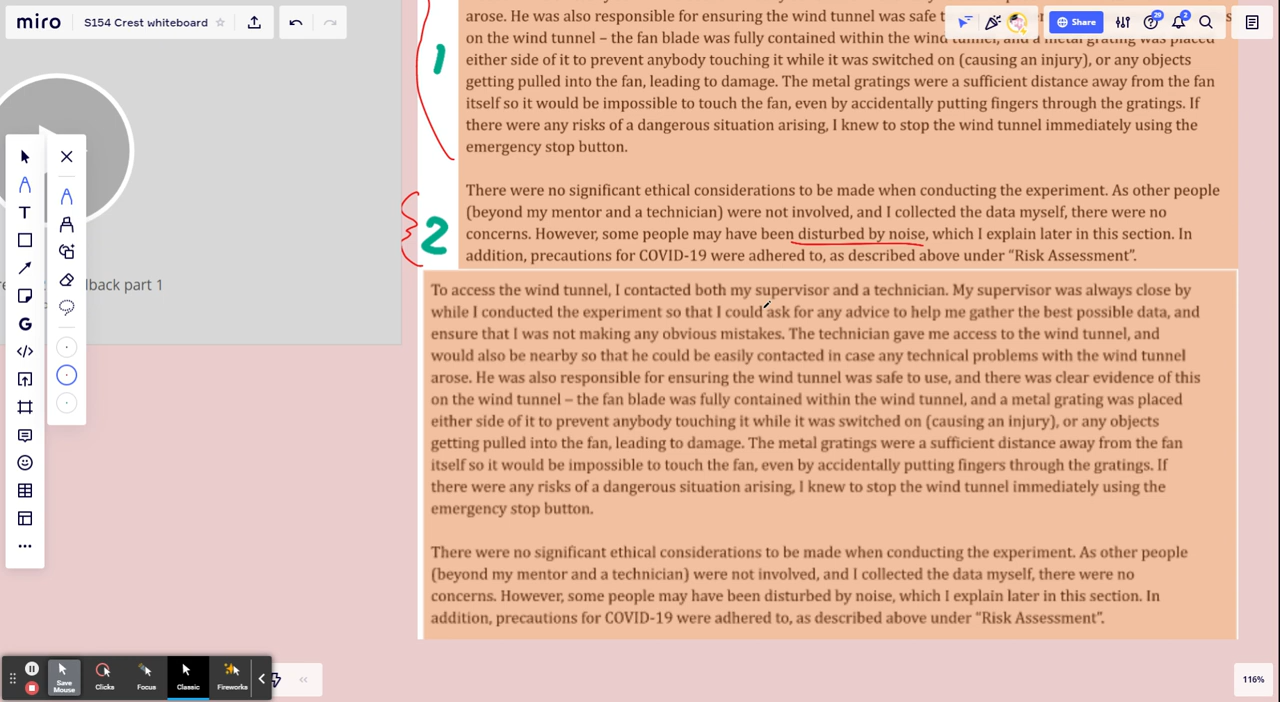 miro S154 Crest whiteboard
Share
29
2
T
G
1
arose. He was also responsible for ensuring the wind tunnel was safe t
on the wind tunnel – the fan blade was fully contained within the wind tunnel, and a metal grating was placed
either side of it to prevent anybody touching it while it was switched on (causing an injury), or any objects
getting pulled into the fan, leading to damage. The metal gratings were a sufficient distance away from the fan
itself so it would be impossible to touch the fan, even by accidentally putting fingers through the gratings. If
there were any risks of a dangerous situation arising, I knew to stop the wind tunnel immediately using the
emergency stop button.
2
There were no significant ethical considerations to be made when conducting the experiment. As other people
(beyond my mentor and a technician) were not involved, and I collected the data myself, there were no
concerns. However, some people may have been disturbed by noise, which I explain later in this section. In
addition, precautions for COVID-19 were adhered to, as described above under “Risk Assessment”.
lback part 1
To access the wind tunnel, I contacted both my supervisor and a technician. My supervisor was always close by
while I conducted the experiment so that I could ask for any advice to help me gather the best possible data, and
ensure that I was not making any obvious mistakes. The technician gave me access to the wind tunnel, and
would also be nearby so that he could be easily contacted in case any technical problems with the wind tunnel
arose. He was also responsible for ensuring the wind tunnel was safe to use, and there was clear evidence of this
on the wind tunnel – the fan blade was fully contained within the wind tunnel, and a metal grating was placed
either side of it to prevent anybody touching it while it was switched on (causing an injury), or any objects
getting pulled into the fan, leading to damage. The metal gratings were a sufficient distance away from the fan
itself so it would be impossible to touch the fan, even by accidentally putting fingers through the gratings. If
there were any risks of a dangerous situation arising, I knew to stop the wind tunnel immediately using the
emergency stop button.
There were no significant ethical considerations to be made when conducting the experiment. As other people
(beyond my mentor and a technician) were not involved, and I collected the data myself, there were no
concerns. However, some people may have been disturbed by noise, which I explain later in this section. In
addition, precautions for COVID-19 were adhered to, as described above under “Risk Assessment”.
Save Mouse Clicks Focus Classic Fireworks
116%